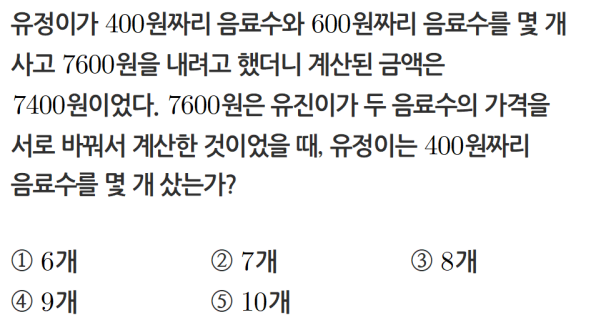 유정이가 400원짜리 음료수와 600원짜리 음료수를 몇 개
사고 7600원을 내려고 했더니 계산된 금액은
7400원이었다. 7600원은 유진이가 두 음료수의 가격을
서로 바꿔서 계산한 것이었을 때, 유정이는 400원짜리
음료수를 몇 개 샀는가?
① 6개 ② 7개 ③ 8개
④ 9개 ⑤ 10개